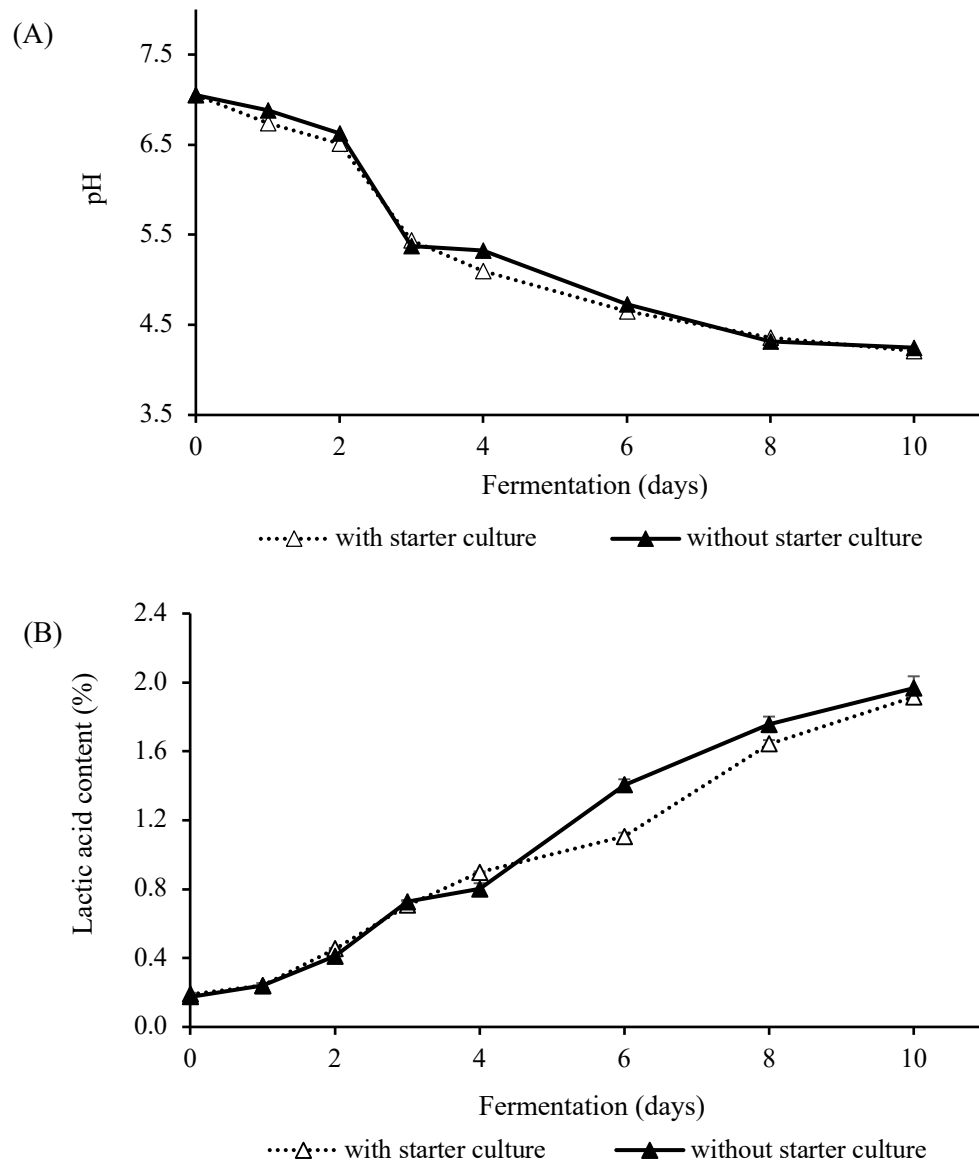 (A)
7.5
6.5
5.5
4.5
3.5
pH
0 2 4 6 8 10
Fermentation (days)
with starter culture without starter culture
(B)
2.4
2.0
1.6
1.2
0.8
0.4
0.0
Lactic acid content (%)
0 2 4 6 8 10
Fermentation (days)
with starter culture without starter culture